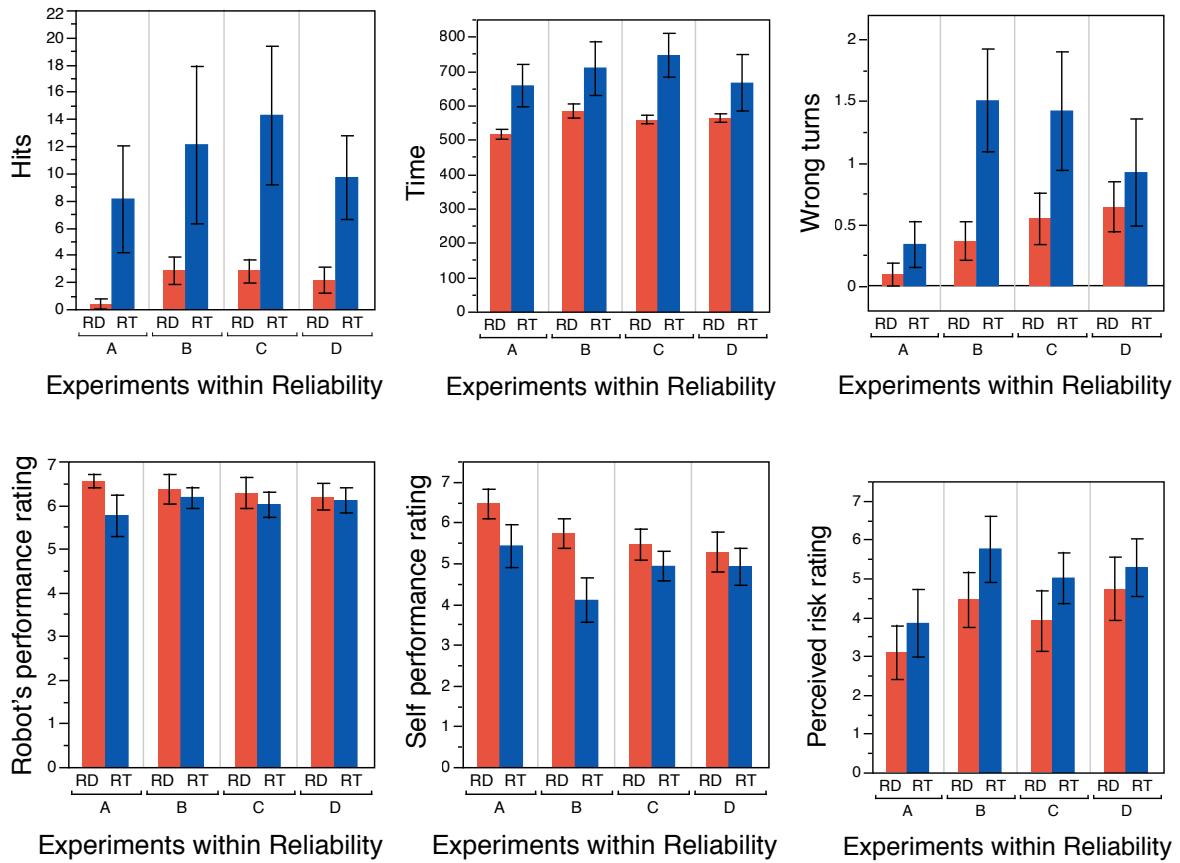 Hits
22
20
18
16
14
12
10
8
6
4
2
0
RD RT RD RT RD RT RD RT
A B C D
Experiments within Reliability
Time
800
700
600
500
400
300
200
100
0
RD RT RD RT RD RT RD RT
A B C D
Experiments within Reliability
Wrong turns
2
1.5
1
0.5
0
RD RT RD RT RD RT RD RT
A B C D
Experiments within Reliability
Robot's performance rating
7
6
5
4
3
2
1
0
RD RT RD RT RD RT RD RT
A B C D
Experiments within Reliability
Self performance rating
7
6
5
4
3
2
1
0
RD RT RD RT RD RT RD RT
A B C D
Experiments within Reliability
Perceived risk rating
7
6
5
4
3
2
1
0
RD RT RD RT RD RT RD RT
A B C D
Experiments within Reliability